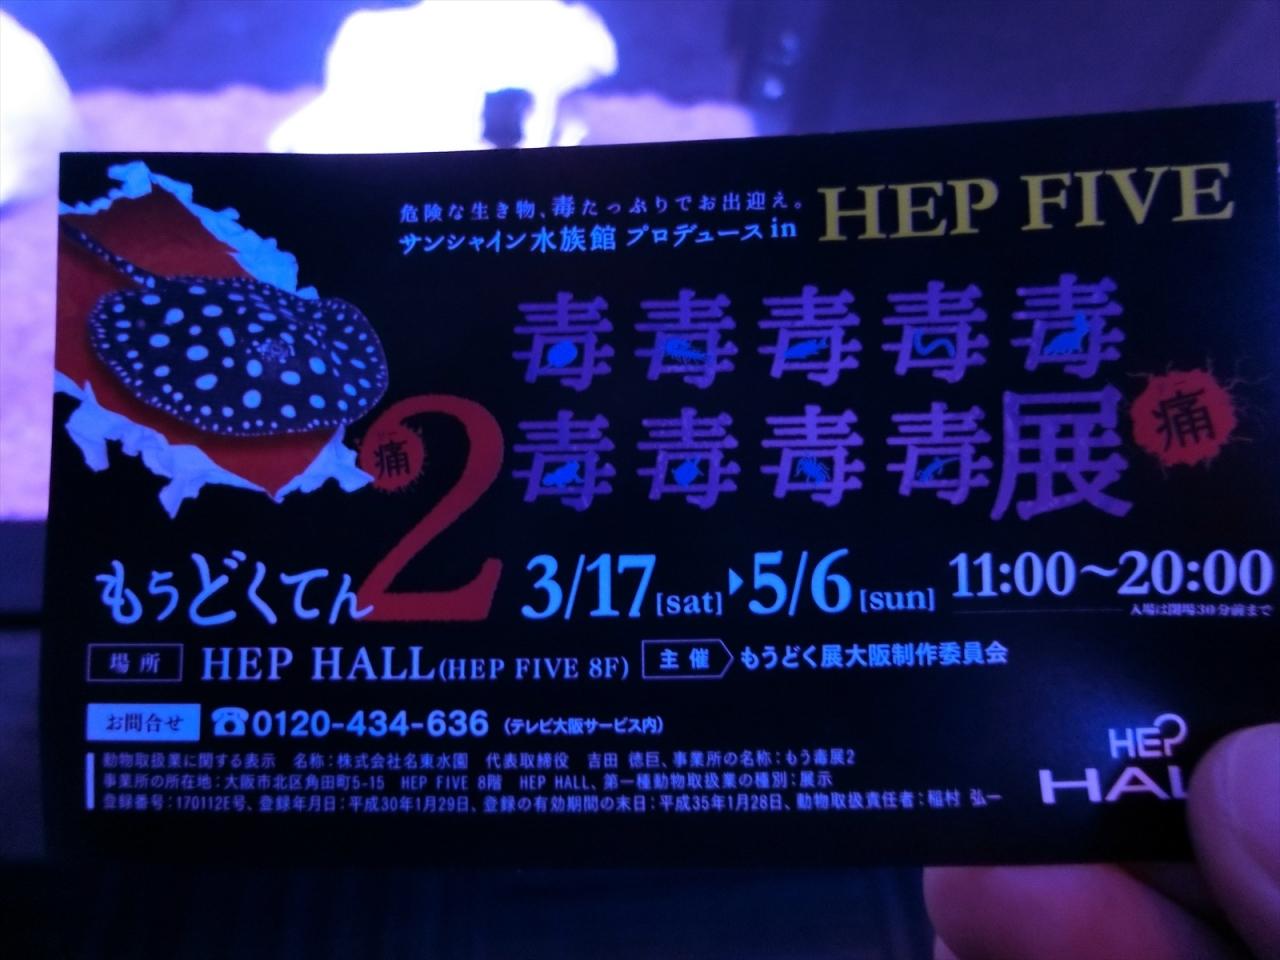 危険な生き物、毒たっぷりでお出迎え。
サンシャイン水族館 プロデュース in HEP FIVE
毒毒毒毒毒
毒毒毒毒展
痛
痛
もうどくてん2
3/17[sat]▶5/6[sun] 11:00〜20:00
入場は閉場30分前まで
場所 HEP HALL(HEP FIVE 8F) 主催 もうどく展大阪制作委員会
お問合せ ☎0120-434-636 (テレビ大阪サービス内)
動物取扱業に関する表示 名称:株式会社名東水園 代表取締役 吉田 徳巨、事業所の名称:もう毒展2
事業所の所在地:大阪市北区角田町5-15 HEP FIVE 8階 HEP HALL、第一種動物取扱業の種別:展示
登録番号:170112E号、登録年月日:平成30年1月29日、登録の有効期間の末日:平成35年1月28日、動物取扱責任者:稲村 弘一
HEP
HAL